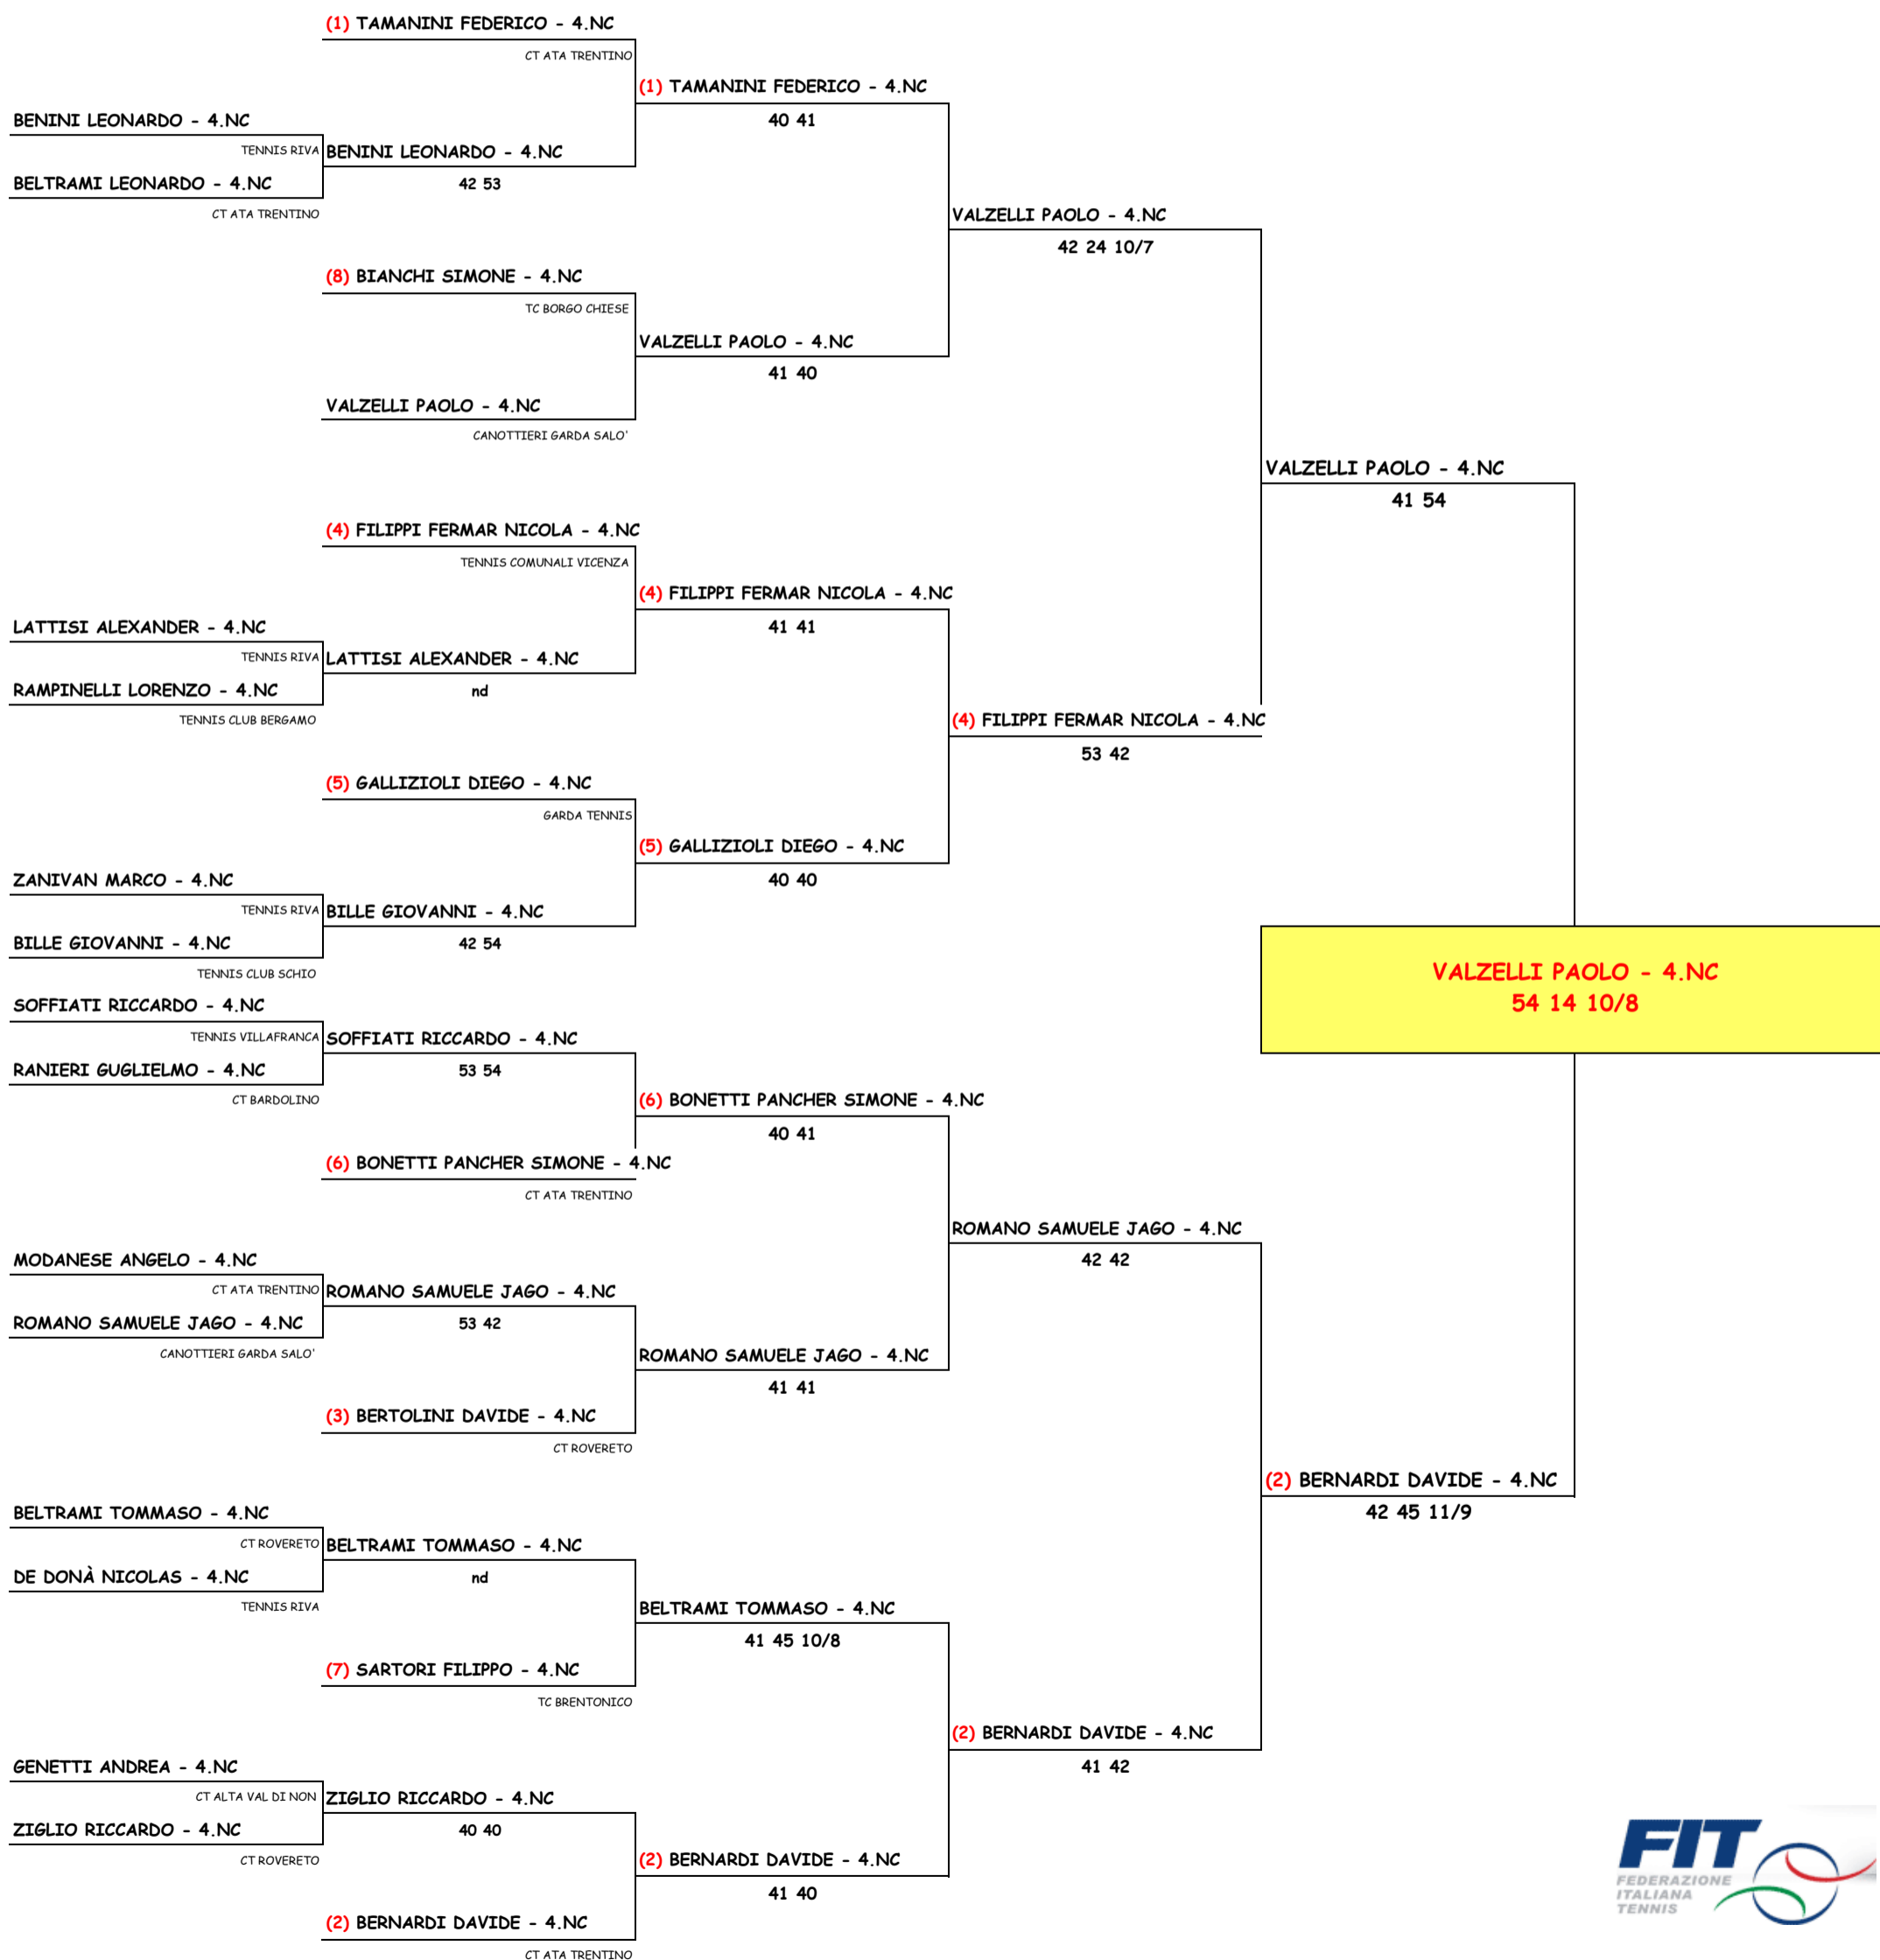 (1) TAMANINI FEDERICO - 4.NC
CT ATA TRENTINO
(1) TAMANINI FEDERICO - 4.NC
40 41
BENINI LEONARDO - 4.NC
TENNIS RIVA
BENINI LEONARDO - 4.NC
42 53
BELTRAMI LEONARDO - 4.NC
CT ATA TRENTINO
VALZELLI PAOLO - 4.NC
42 24 10/7
(8) BIANCHI SIMONE - 4.NC
TC BORGO CHIESE
VALZELLI PAOLO - 4.NC
41 40
VALZELLI PAOLO - 4.NC
CANOTTIERI GARDA SALO'
VALZELLI PAOLO - 4.NC
41 54
(4) FILIPPI FERMAR NICOLA - 4.NC
TENNIS COMUNALI VICENZA
(4) FILIPPI FERMAR NICOLA - 4.NC
41 41
LATTISI ALEXANDER - 4.NC
TENNIS RIVA
LATTISI ALEXANDER - 4.NC
nd
RAMPINELLI LORENZO - 4.NC
TENNIS CLUB BERGAMO
(4) FILIPPI FERMAR NICOLA - 4.NC
53 42
(5) GALLIZIOLI DIEGO - 4.NC
GARDA TENNIS
(5) GALLIZIOLI DIEGO - 4.NC
40 40
ZANIVAN MARCO - 4.NC
TENNIS RIVA
BILLE GIOVANNI - 4.NC
42 54
BILLE GIOVANNI - 4.NC
TENNIS CLUB SCHIO
VALZELLI PAOLO - 4.NC
54 14 10/8
SOFFIATI RICCARDO - 4.NC
TENNIS VILLAFRANCA
SOFFIATI RICCARDO - 4.NC
53 54
RANIERI GUGLIELMO - 4.NC
CT BARDOLINO
(6) BONETTI PANCHER SIMONE - 4.NC
40 41
(6) BONETTI PANCHER SIMONE - 4.NC
CT ATA TRENTINO
ROMANO SAMUELE JAGO - 4.NC
42 42
MODANESE ANGELO - 4.NC
CT ATA TRENTINO
ROMANO SAMUELE JAGO - 4.NC
53 42
ROMANO SAMUELE JAGO - 4.NC
CANOTTIERI GARDA SALO'
ROMANO SAMUELE JAGO - 4.NC
41 41
(3) BERTOLINI DAVIDE - 4.NC
CT ROVERETO
(2) BERNARDI DAVIDE - 4.NC
42 45 11/9
BELTRAMI TOMMASO - 4.NC
CT ROVERETO
BELTRAMI TOMMASO - 4.NC
nd
DE DONÀ NICOLAS - 4.NC
TENNIS RIVA
BELTRAMI TOMMASO - 4.NC
41 45 10/8
(7) SARTORI FILIPPO - 4.NC
TC BRENTONICO
(2) BERNARDI DAVIDE - 4.NC
41 42
GENETTI ANDREA - 4.NC
CT ALTA VAL DI NON
ZIGLIO RICCARDO - 4.NC
40 40
ZIGLIO RICCARDO - 4.NC
CT ROVERETO
(2) BERNARDI DAVIDE - 4.NC
41 40
(2) BERNARDI DAVIDE - 4.NC
CT ATA TRENTINO
FIT
FEDERAZIONE
ITALIANA
TENNIS